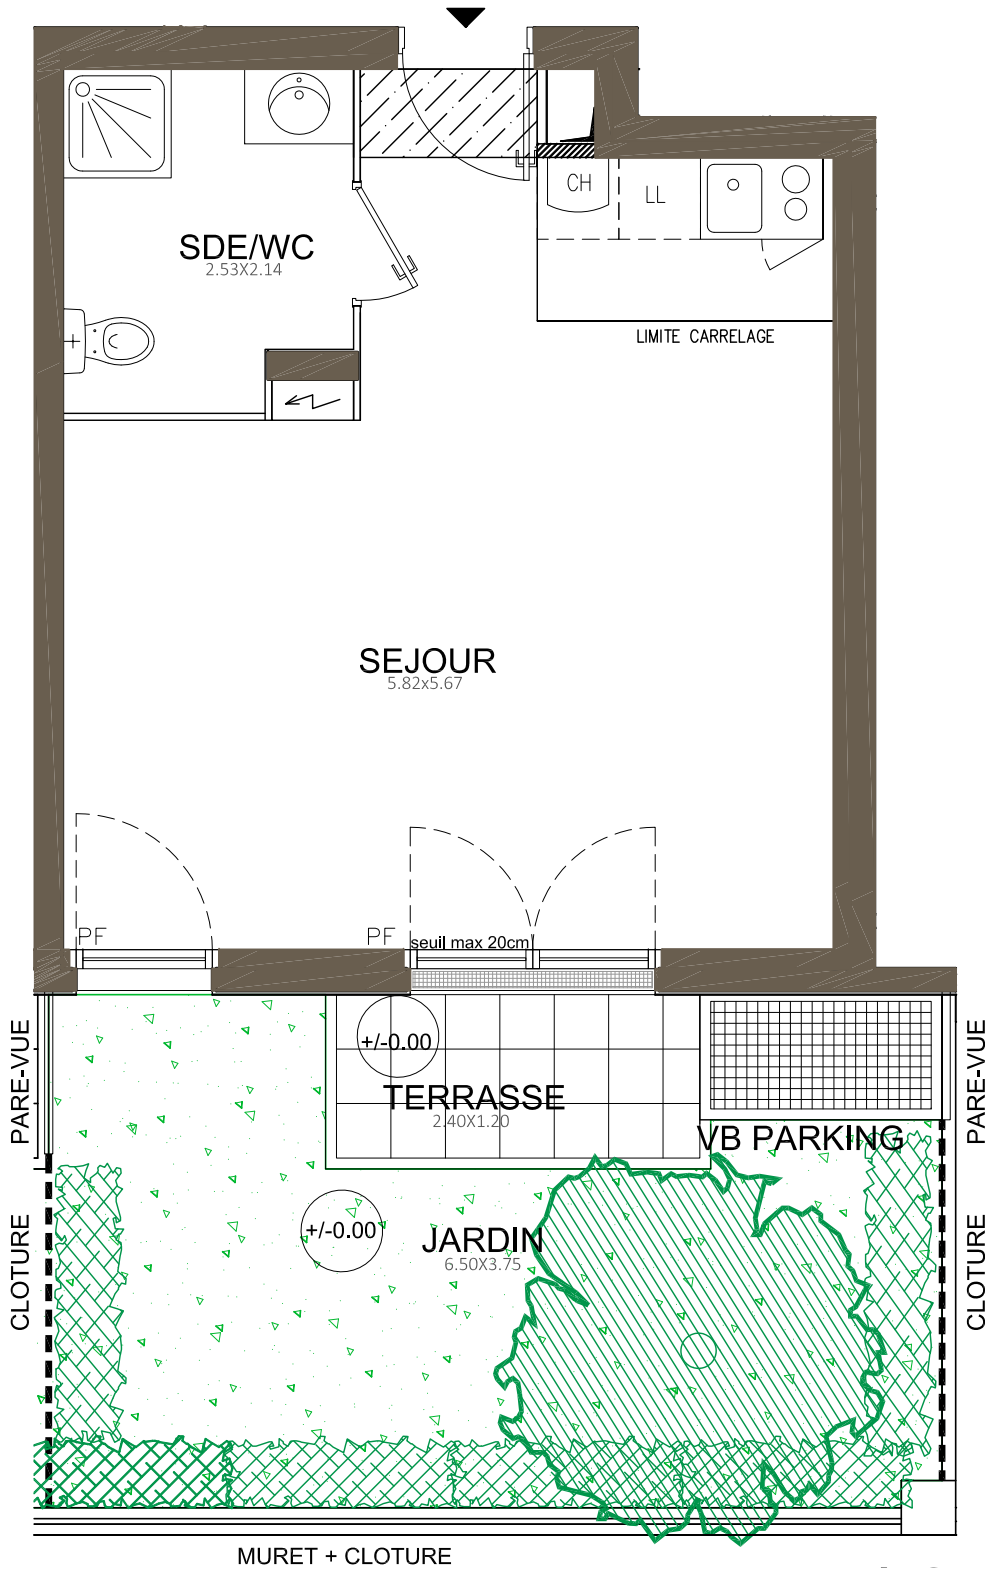 CH
LL
SDE/WC
2.53X2.14
LIMITE CARRELAGE
SEJOUR
5.82x5.67
PF
PF
seuil max 20cm
PARE-VUE
+/-0.00
PARE-VUE
TERRASSE
2.40X1.20
VB PARKING
CLOTURE
+/-0.00
JARDIN
6.50X3.75
CLOTURE
MURET + CLOTURE